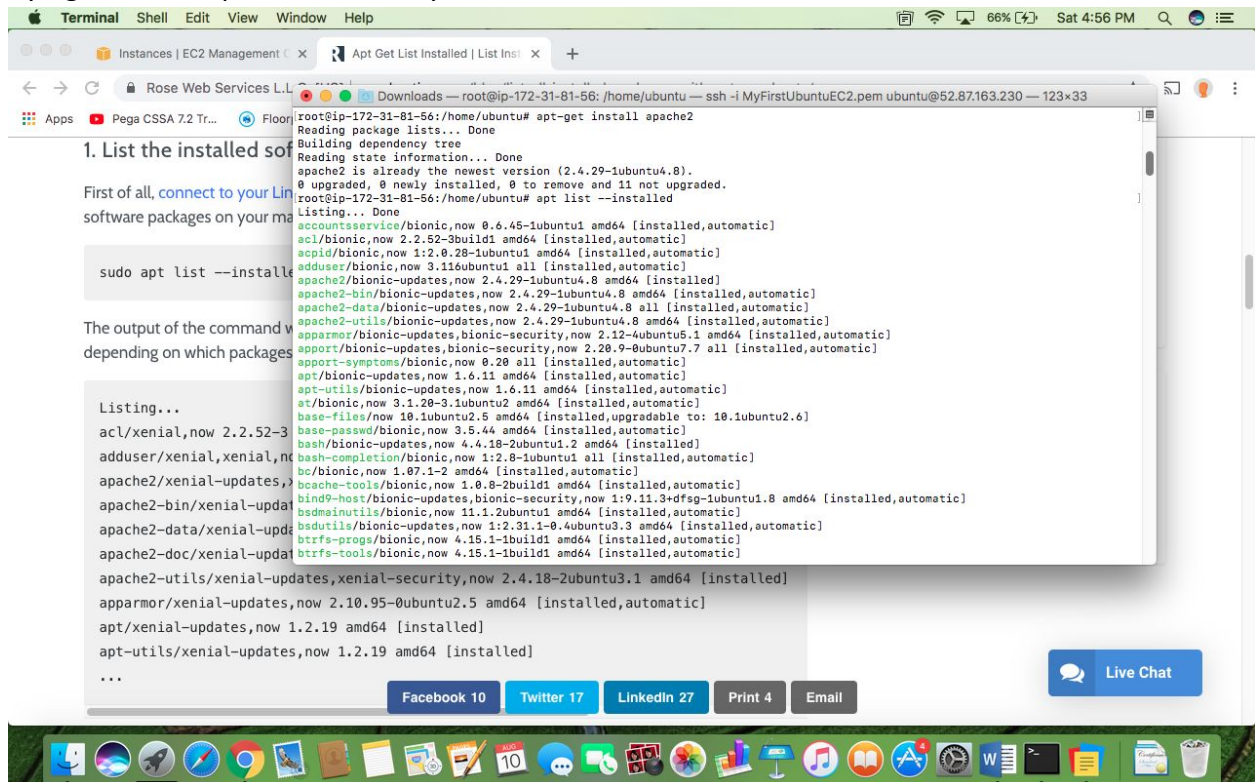 Terminal Shell Edit View Window Help 66% Sat 4:56 PM
Instances | EC2 Management C Apt Get List Installed | List Inst
Rose Web Services L.L.
Downloads — root@ip-172-31-81-56: /home/ubuntu — ssh -i MyFirstUbuntuEC2.pem ubuntu@52.87.163.230 — 123×33
Apps Pega CSSA 7.2 Tr... Floor
[root@ip-172-31-81-56:/home/ubuntu# apt-get install apache2 ]
Reading package lists... Done
Building dependency tree
Reading state information... Done
apache2 is already the newest version (2.4.29-1ubuntu4.8).
0 upgraded, 0 newly installed, 0 to remove and 11 not upgraded.
[root@ip-172-31-81-56:/home/ubuntu# apt list --installed ]
Listing... Done
accountsservice/bionic,now 0.6.45-1ubuntu1 amd64 [installed,automatic]
acl/bionic,now 2.2.52-3build1 amd64 [installed,automatic]
acpid/bionic,now 1:2.0.28-1ubuntu1 amd64 [installed,automatic]
adduser/bionic,now 3.116ubuntu1 all [installed,automatic]
apache2/bionic-updates,now 2.4.29-1ubuntu4.8 amd64 [installed]
apache2-bin/bionic-updates,now 2.4.29-1ubuntu4.8 amd64 [installed,automatic]
apache2-data/bionic-updates,now 2.4.29-1ubuntu4.8 all [installed,automatic]
apache2-utils/bionic-updates,now 2.4.29-1ubuntu4.8 amd64 [installed,automatic]
apparmor/bionic-updates,bionic-security,now 2.12-4ubuntu5.1 amd64 [installed,automatic]
apport/bionic-updates,bionic-security,now 2.20.9-0ubuntu7.7 all [installed,automatic]
apport-symptoms/bionic,now 0.20 all [installed,automatic]
apt/bionic-updates,now 1.6.11 amd64 [installed,automatic]
apt-utils/bionic-updates,now 1.6.11 amd64 [installed,automatic]
at/bionic,now 3.1.20-3.1ubuntu2 amd64 [installed,automatic]
base-files/now 10.1ubuntu2.5 amd64 [installed,upgradable to: 10.1ubuntu2.6]
base-passwd/now 3.5.44 amd64 [installed,automatic]
bash/bionic-updates,now 4.4.18-2ubuntu1.2 amd64 [installed]
bash-completion/bionic,now 1:2.8-1ubuntu1 all [installed,automatic]
bc/bionic,now 1.07.1-2 amd64 [installed,automatic]
bcache-tools/bionic,now 1.0.8-2build1 amd64 [installed,automatic]
bind9-host/bionic-updates,bionic-security,now 1:9.11.3+dfsg-1ubuntu1.8 amd64 [installed,automatic]
bsdmainutils/bionic,now 11.1.2ubuntu1 amd64 [installed,automatic]
bsdutils/bionic-updates,now 1:2.31.1-0.4ubuntu3.3 amd64 [installed,automatic]
btrfs-progs/bionic,now 4.15.1-1build1 amd64 [installed,automatic]
btrfs-tools/bionic,now 4.15.1-1build1 amd64 [installed,automatic]
1. List the installed sof
First of all, connect to your Lin
software packages on your ma
sudo apt list --installe
The output of the command w
depending on which packages
Listing...
acl/xenial,now 2.2.52-3
adduser/xenial,xenial,no
apache2/xenial-updates,x
apache2-bin/xenial-updat
apache2-data/xenial-upda
apache2-doc/xenial-updat
apache2-utils/xenial-updates,xenial-security,now 2.4.18-2ubuntu3.1 amd64 [installed]
apparmor/xenial-updates,now 2.10.95-0ubuntu2.5 amd64 [installed,automatic]
apt/xenial-updates,now 1.2.19 amd64 [installed]
apt-utils/xenial-updates,now 1.2.19 amd64 [installed]
...
Live Chat
Facebook 10 Twitter 17 LinkedIn 27 Print 4 Email
AUG
10
4